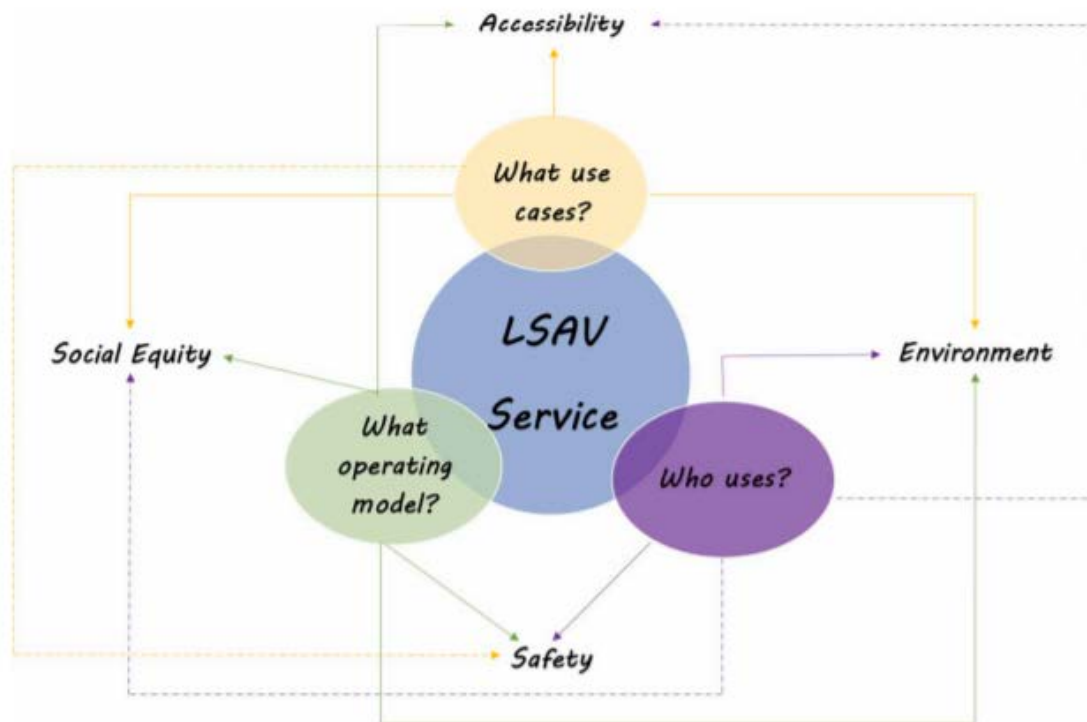 Accessibility
What use
cases?
LSAV
Service
Social Equity
Environment
What
operating
model?
Who uses?
Safety